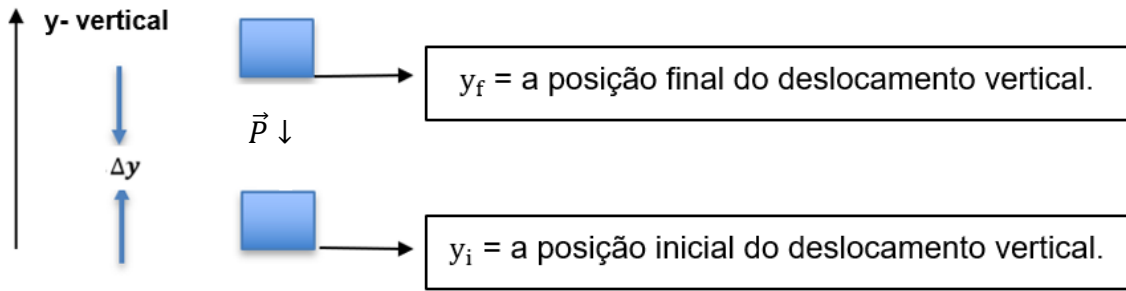 y- vertical
y_f = a posição final do deslocamento vertical.
P⃗ ↓
Δy
y_i = a posição inicial do deslocamento vertical.